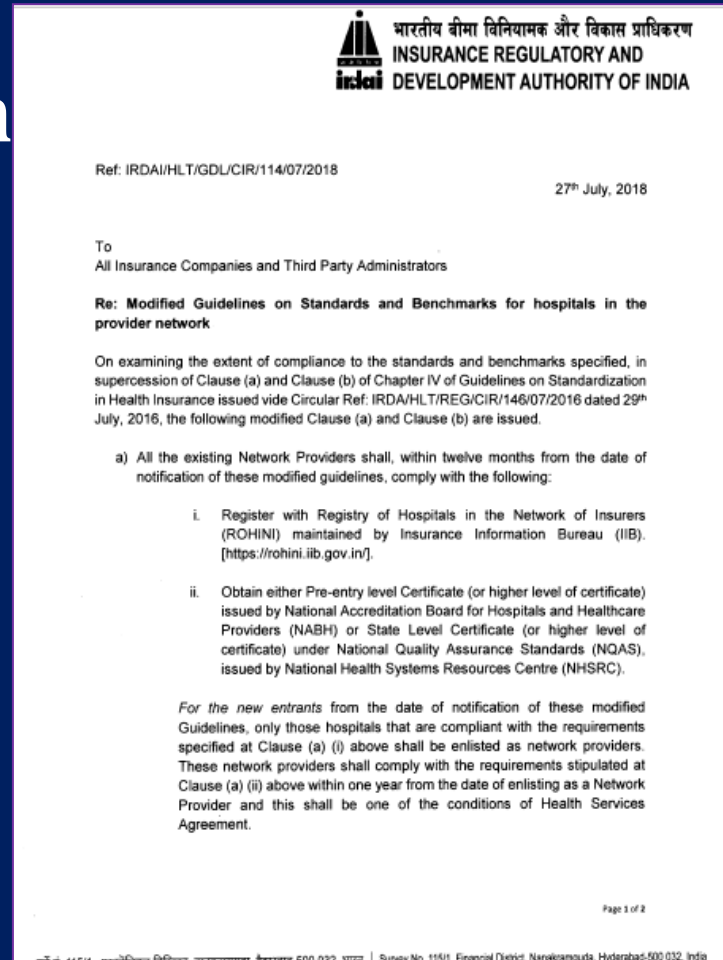 भारतीय बीमा विनियामक और विकास प्राधिकरण
INSURANCE REGULATORY AND
irdai DEVELOPMENT AUTHORITY OF INDIA
Ref: IRDAI/HLT/GDL/CIR/114/07/2018
27th July, 2018
To
All Insurance Companies and Third Party Administrators
Re: Modified Guidelines on Standards and Benchmarks for hospitals in the
provider network
On examining the extent of compliance to the standards and benchmarks specified, in
supercession of Clause (a) and Clause (b) of Chapter IV of Guidelines on Standardization
in Health Insurance issued vide Circular Ref: IRDA/HLT/REG/CIR/146/07/2016 dated 29th
July, 2016, the following modified Clause (a) and Clause (b) are issued.
a) All the existing Network Providers shall, within twelve months from the date of
notification of these modified guidelines, comply with the following:
i. Register with Registry of Hospitals in the Network of Insurers
(ROHINI) maintained by Insurance Information Bureau (IIB).
[https://rohini.iib.gov.in/].
ii. Obtain either Pre-entry level Certificate (or higher level of certificate)
issued by National Accreditation Board for Hospitals and Healthcare
Providers (NABH) or State Level Certificate (or higher level of
certificate) under National Quality Assurance Standards (NQAS),
issued by National Health Systems Resources Centre (NHSRC).
For the new entrants from the date of notification of these modified
Guidelines, only those hospitals that are compliant with the requirements
specified at Clause (a) (i) above shall be enlisted as network providers.
These network providers shall comply with the requirements stipulated at
Clause (a) (ii) above within one year from the date of enlisting as a Network
Provider and this shall be one of the conditions of Health Services
Agreement.
Page 1 of 2
Survey No. 115/1, Financial District, Nanakramguda, Hyderabad-500 032, India